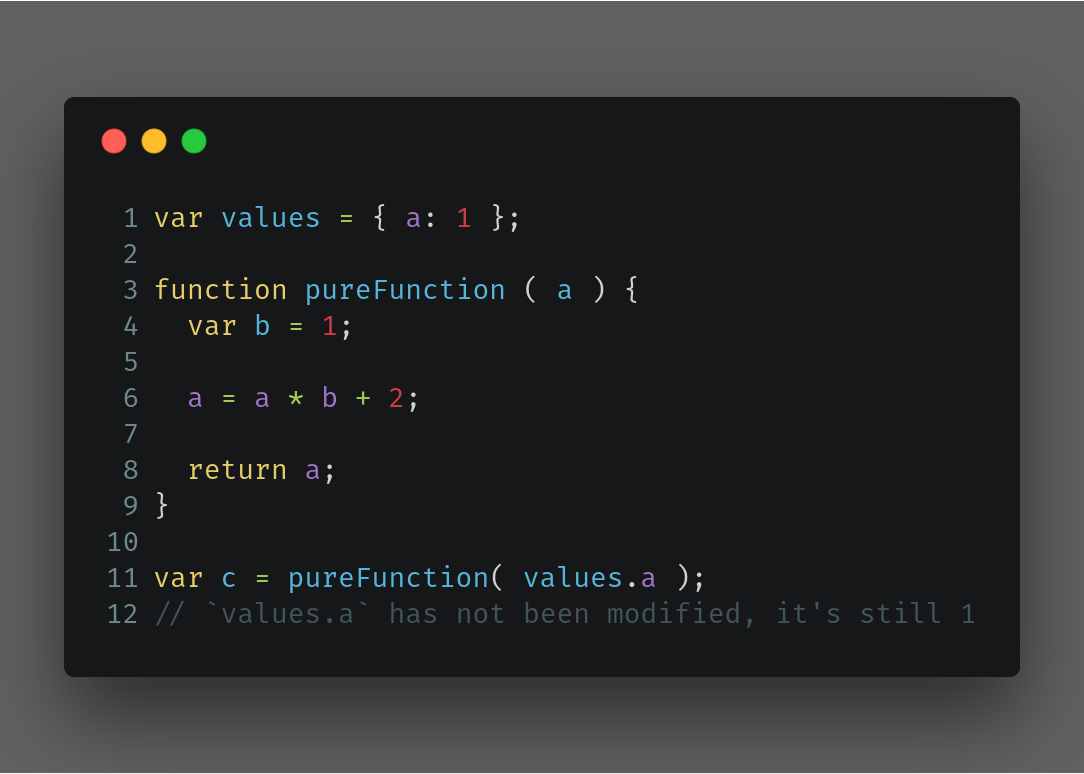 1 var values = { a: 1 };
2
3 function pureFunction ( a ) {
4   var b = 1;
5
6   a = a * b + 2;
7
8   return a;
9 }
10
11 var c = pureFunction( values.a );
12 // `values.a` has not been modified, it's still 1